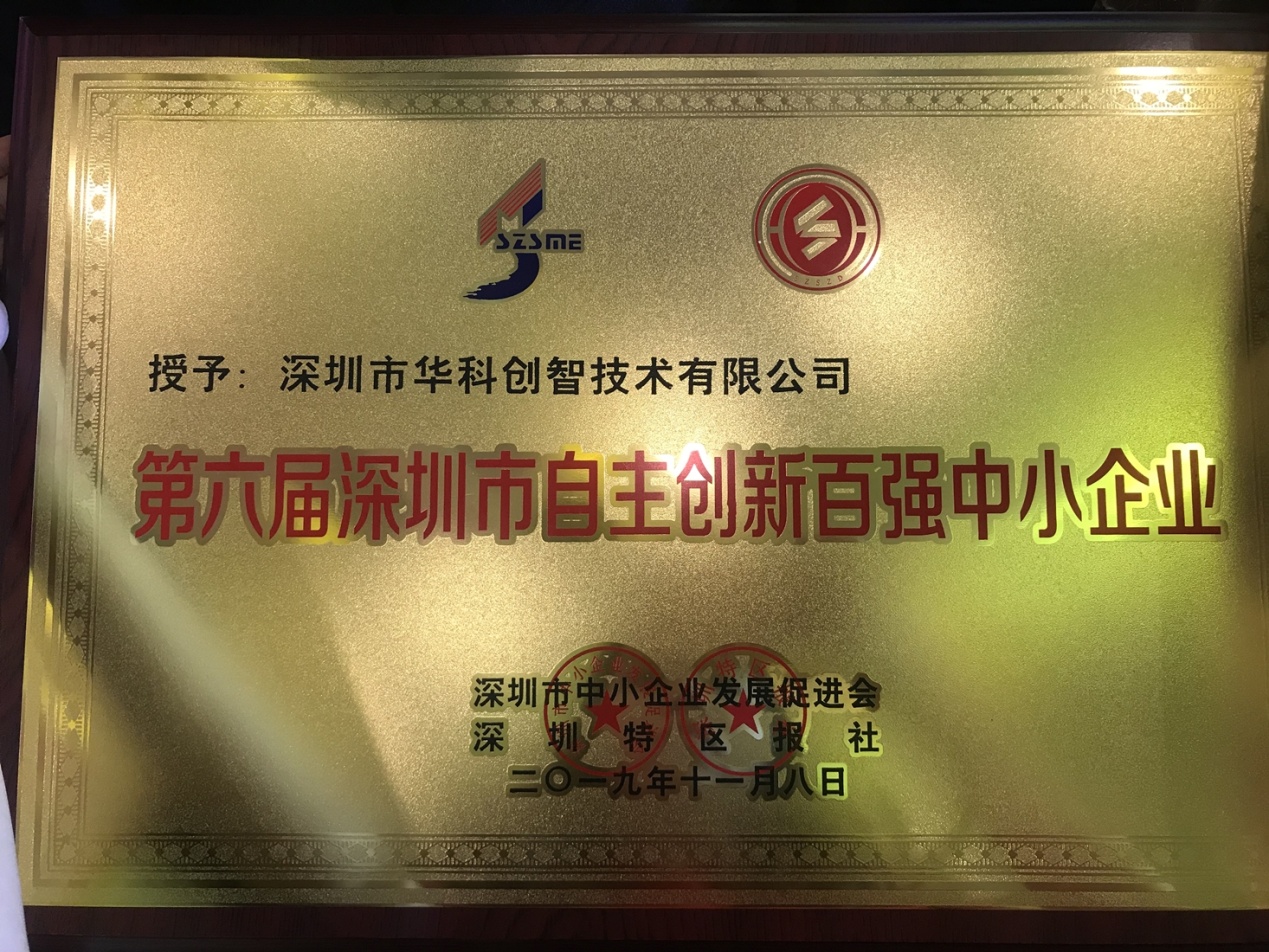 SZSME
授予：深圳市华科创智技术有限公司
第六届深圳市自主创新百强中小企业
深圳市中小企业发展促进会
深圳特区报社
二〇一九年十一月八日